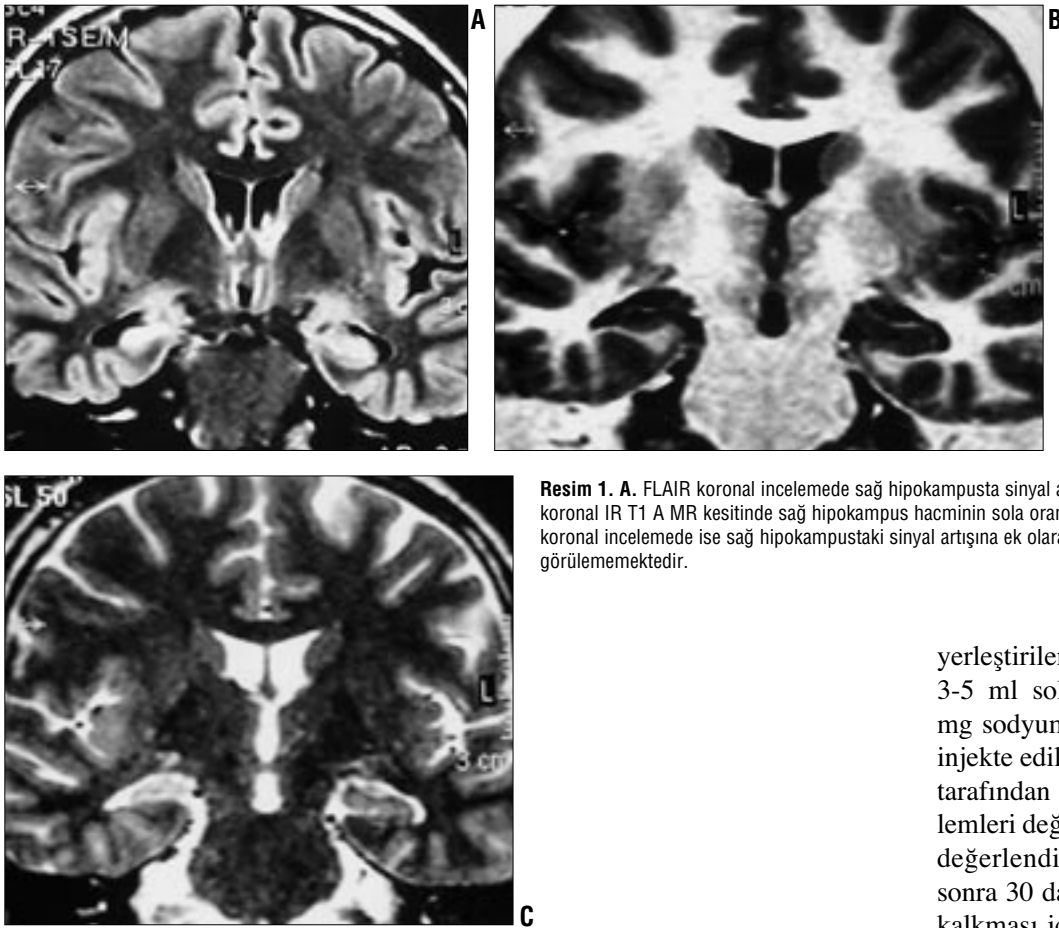 SL4
R-TSE/M
SL17
A
L
B
L
cm
SL 50
L
3 cm
C
Resim 1. A. FLAIR koronal incelemede sağ hipokampusta sinyal a
koronal IR T1 A MR kesitinde sağ hipokampus hacminin sola oran
koronal incelemede ise sağ hipokampustaki sinyal artışına ek olara
görülememektedir.
yerleştirilen
3-5 ml sol
mg sodyum
injekte edil
tarafından
lemleri değ
değerlendi
sonra 30 da
kalkması iç